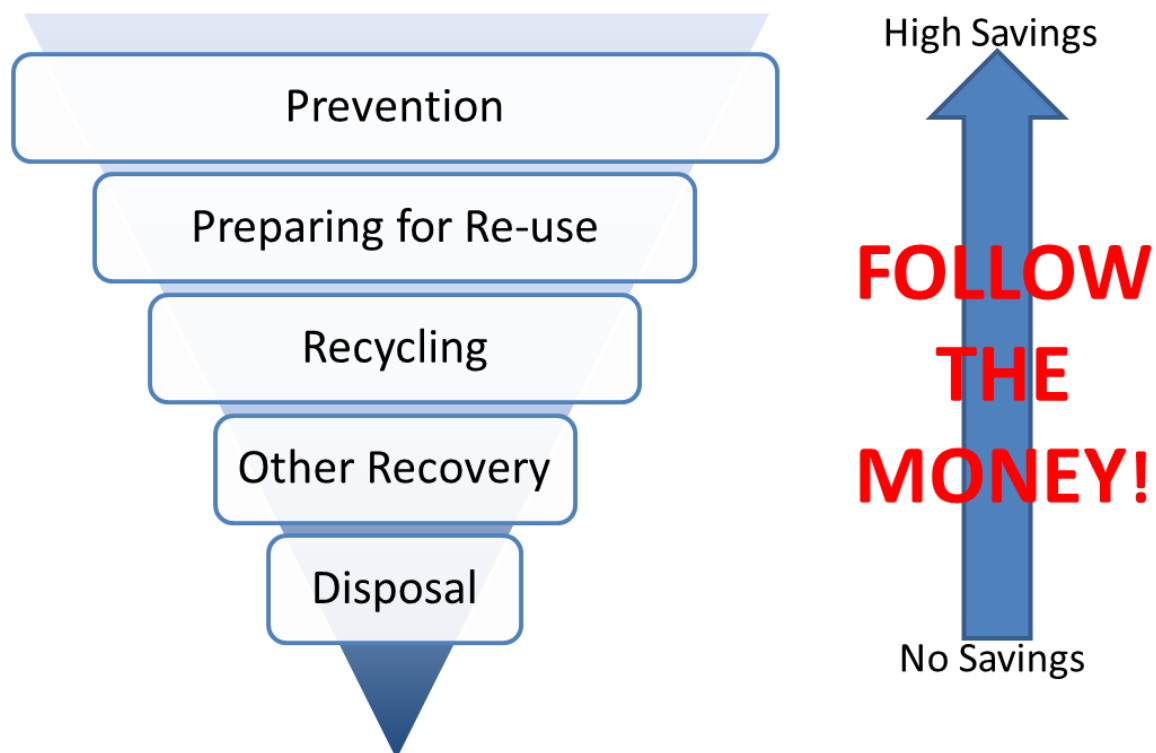 Prevention
Preparing for Re-use
Recycling
Other Recovery
Disposal
High Savings
FOLLOW
THE
MONEY!
No Savings